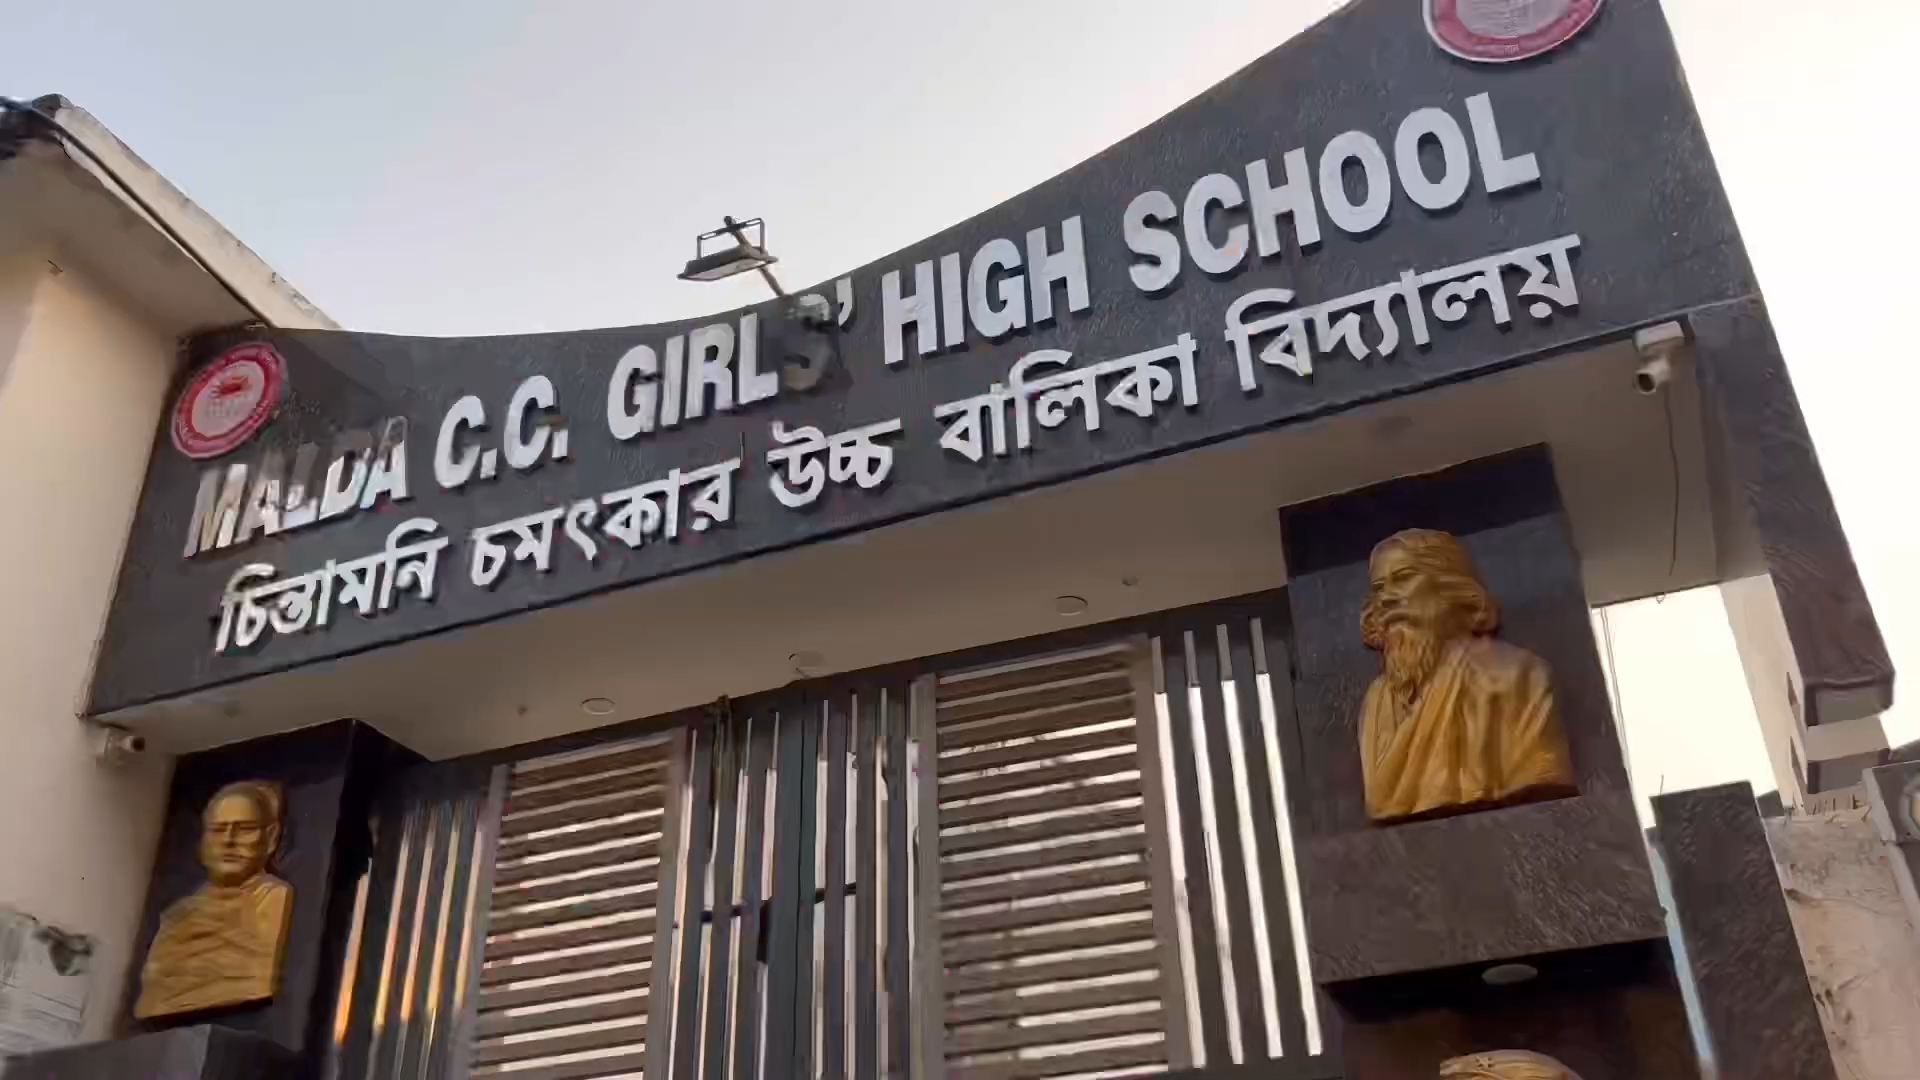 MALDA C.C. GIRLS' HIGH SCHOOL
চিন্তামনি চমৎকার উচ্চ বালিকা বিদ্যালয়